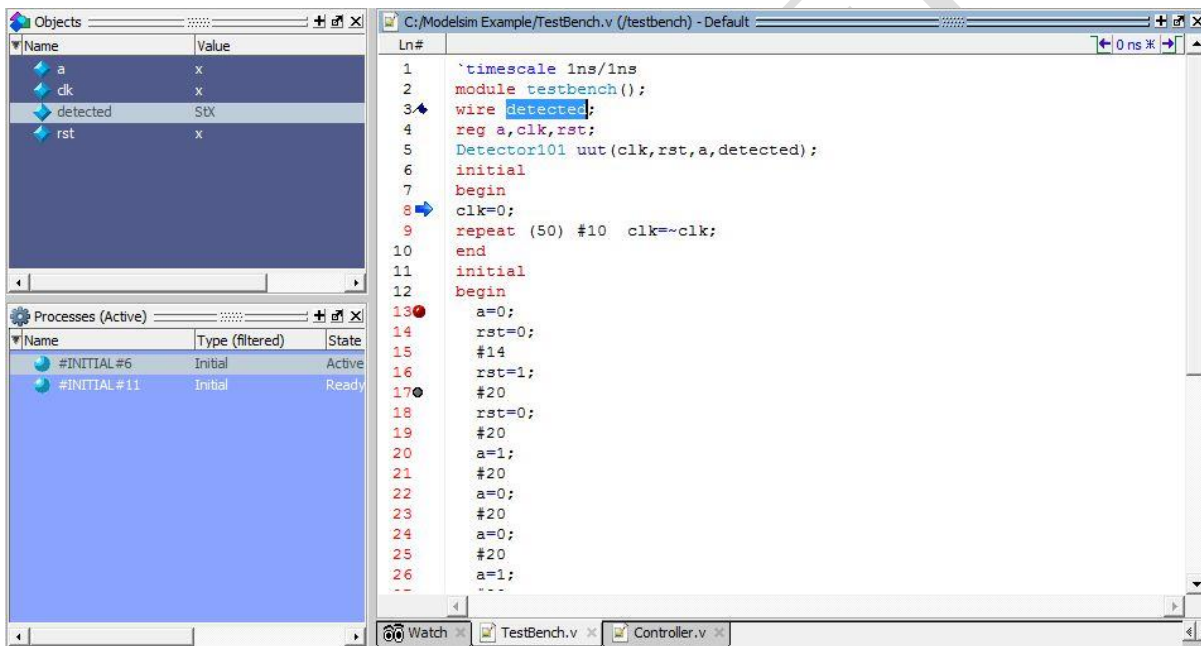 Objects
Name Value
a x
clk x
detected StX
rst x
Processes (Active)
Name Type (filtered) State
#INITIAL#6 Initial Active
#INITIAL#11 Initial Ready
C:/Modelsim Example/TestBench.v (/testbench) - Default
Ln# 0 ns
1 `timescale 1ns/1ns
2 module testbench();
3 wire detected;
4 reg a,clk,rst;
5 Detector101 uut(clk,rst,a,detected);
6 initial
7 begin
8 clk=0;
9 repeat (50) #10 clk=~clk;
10 end
11 initial
12 begin
13 a=0;
14 rst=0;
15 #14
16 rst=1;
17 #20
18 rst=0;
19 #20
20 a=1;
21 #20
22 a=0;
23 #20
24 a=0;
25 #20
26 a=1;
Watch TestBench.v Controller.v